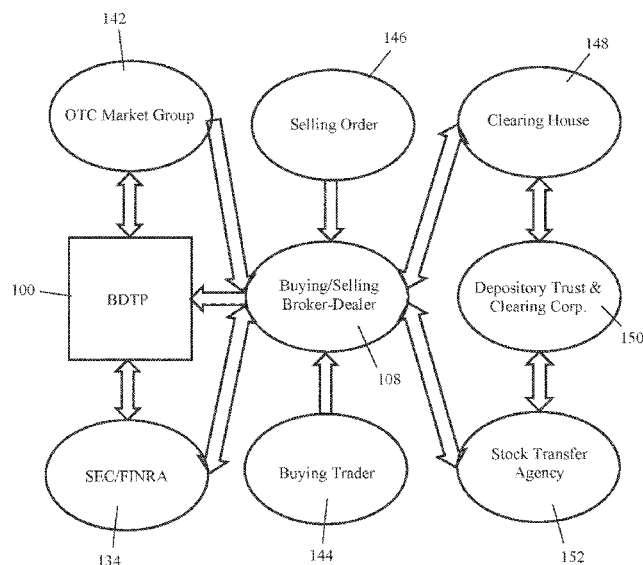 142
146
148
OTC Market Group
Selling Order
Clearing House
100
BDTP
Buying/Selling
Broker-Dealer
Depository Trust &
Clearing Corp.
150
108
SEC/FINRA
Buying Trader
Stock Transfer
Agency
134
144
152